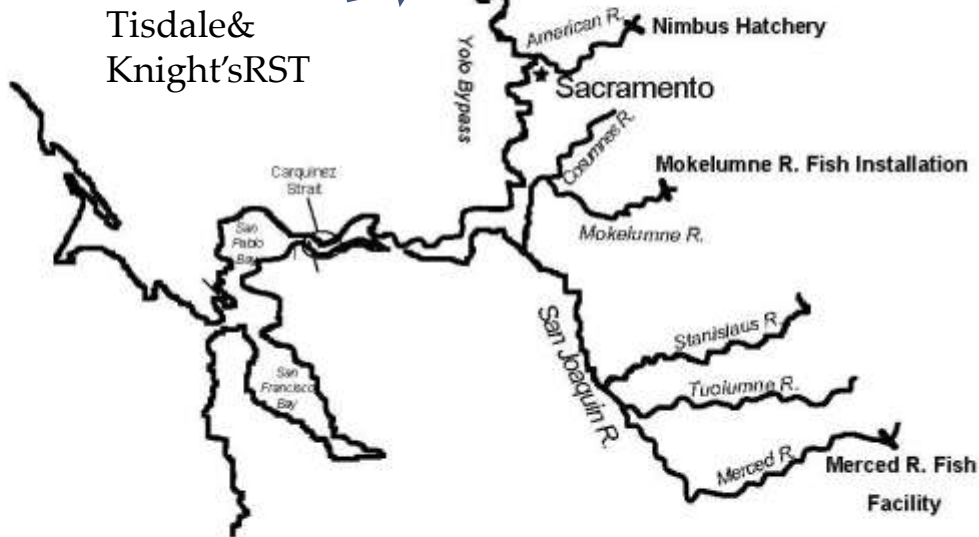 Tisdale&
Knight'sRST
American R.
Nimbus Hatchery
Yolo Bypass
Sacramento
Cosumnes R.
Carquinez
Strait
Mokelumne R. Fish Installation
San
Pablo
Bay
Mokelumne R.
San Joaquin R.
Stanislaus R.
San
Francisco
Bay
Tuolumne R.
Merced R.
Merced R. Fish
Facility